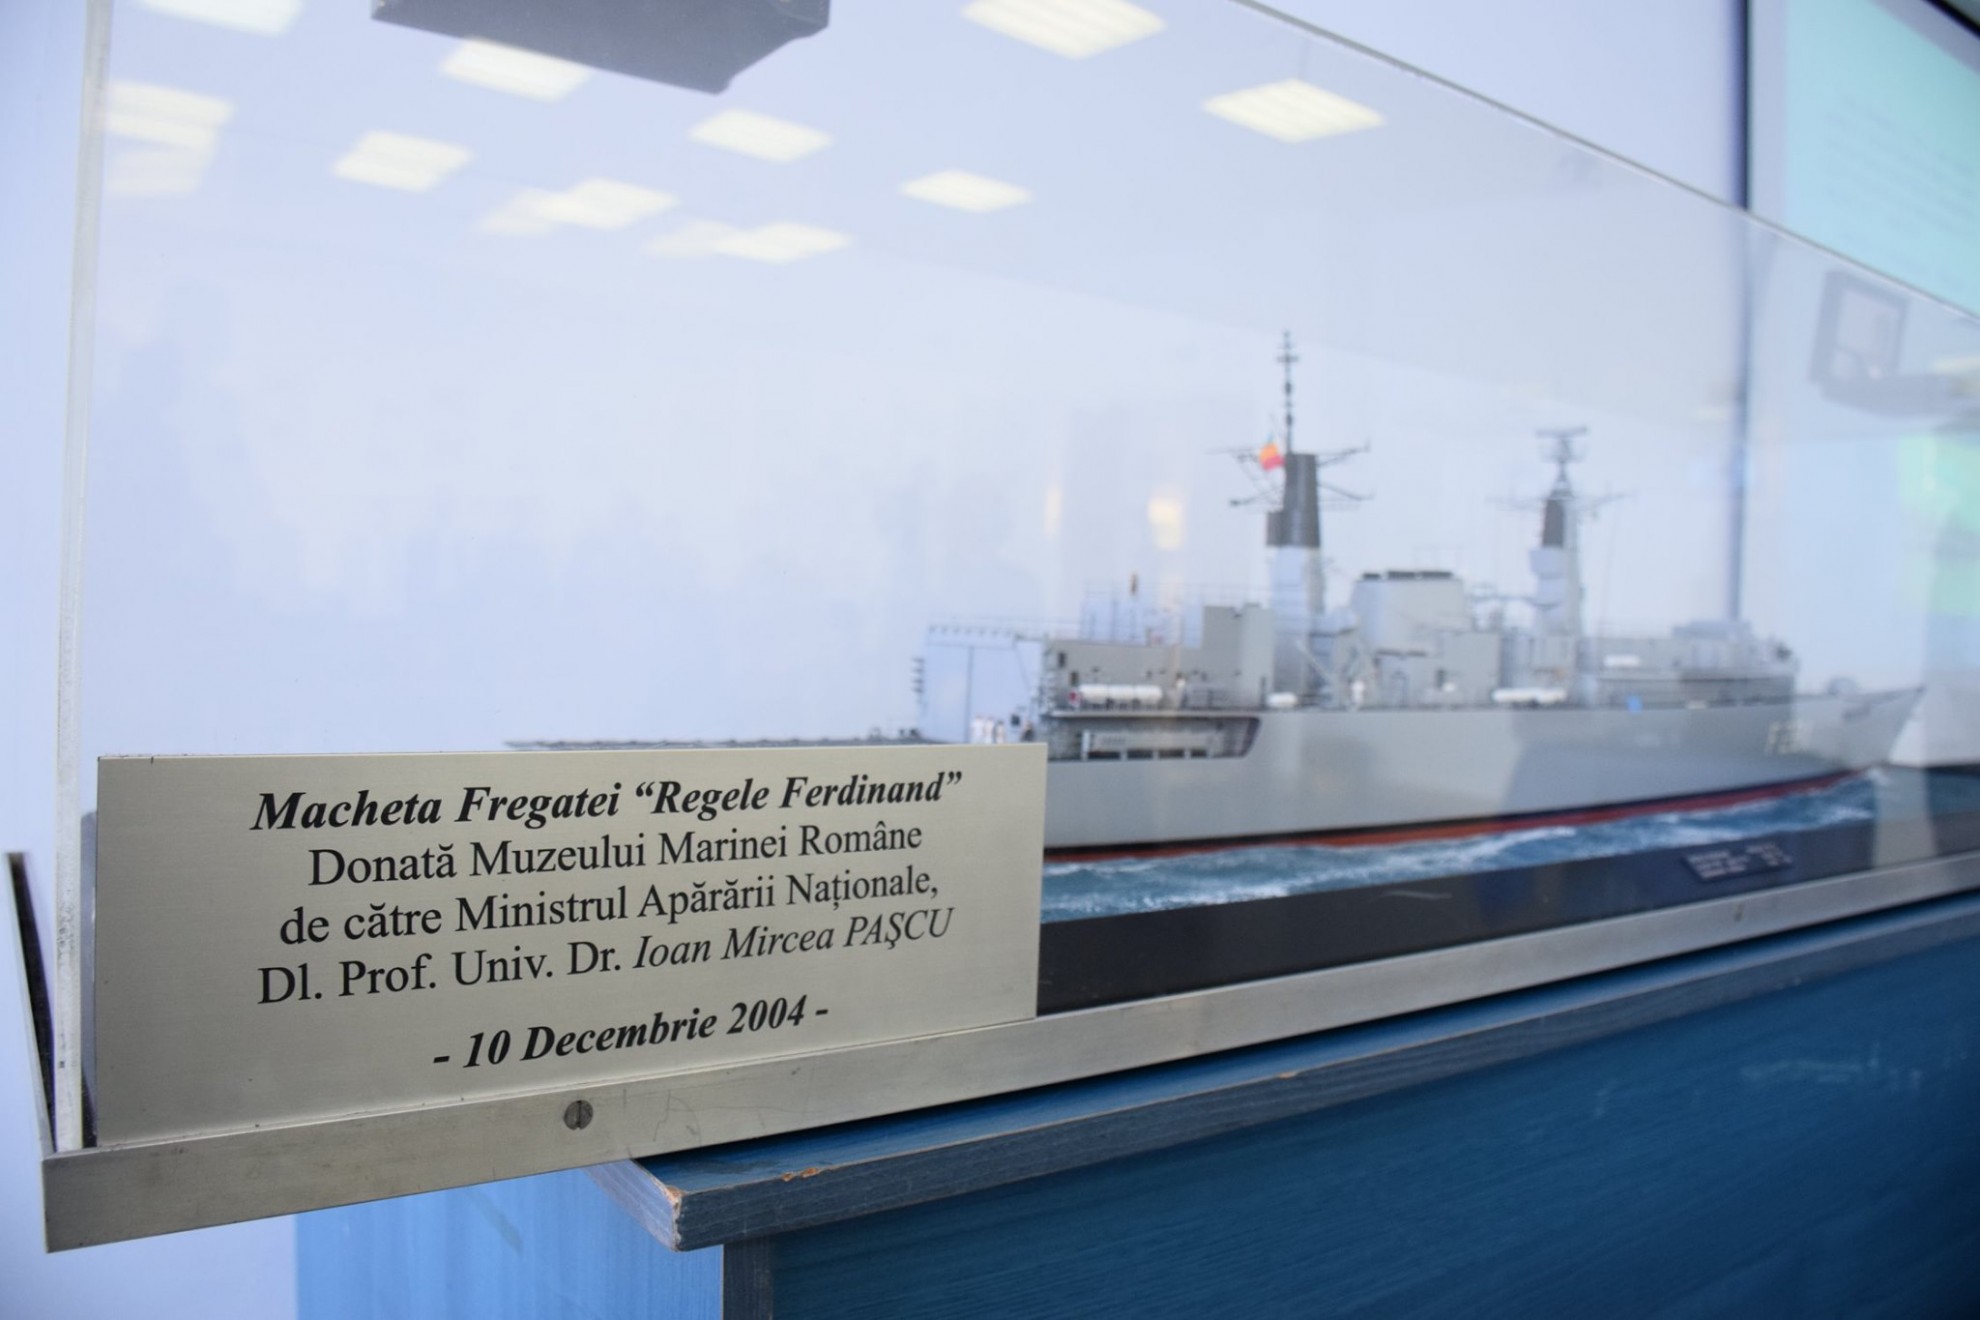 Macheta Fregatei “Regele Ferdinand”
Donată Muzeului Marinei Române
de către Ministrul Apărării Naționale,
Dl. Prof. Univ. Dr. Ioan Mircea PAŞCU
- 10 Decembrie 2004 -